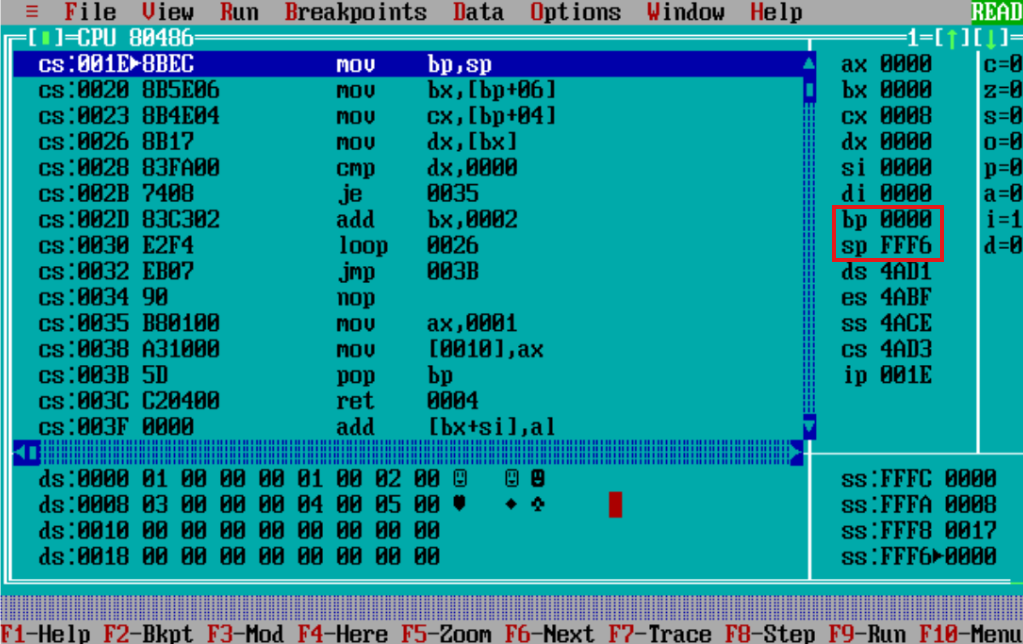 ≡ File View Run Breakpoints Data Options Window Help READ
[■]=CPU 80486 1=[↑][↓]=
cs:001E▶8BEC mov bp,sp ax 0000 c=0
cs:0020 8B5E06 mov bx,[bp+06] bx 0000 z=0
cs:0023 8B4E04 mov cx,[bp+04] cx 0008 s=0
cs:0026 8B17 mov dx,[bx] dx 0000 o=0
cs:0028 83FA00 cmp dx,0000 si 0000 p=0
cs:002B 7408 je 0035 di 0000 a=0
cs:002D 83C302 add bx,0002 bp 0000 i=1
cs:0030 E2F4 loop 0026 sp FFF6 d=0
cs:0032 EB07 jmp 003B ds 4AD1
cs:0034 90 nop es 4ABF
cs:0035 B80100 mov ax,0001 ss 4ACE
cs:0038 A31000 mov [0010],ax cs 4AD3
cs:003B 5D pop bp ip 001E
cs:003C C20400 ret 0004
cs:003F 0000 add [bx+si],al
ds:0000 01 00 00 00 01 00 02 00 ☺ ☺ ☻ ss:FFFC 0000
ds:0008 03 00 00 00 04 00 05 00 ♥ ♦ ♣ ss:FFFA 0008
ds:0010 00 00 00 00 00 00 00 00 ss:FFF8 0017
ds:0018 00 00 00 00 00 00 00 00 ss:FFF6▶0000
F1-Help F2-Bkpt F3-Mod F4-Here F5-Zoom F6-Next F7-Trace F8-Step F9-Run F10-Menu